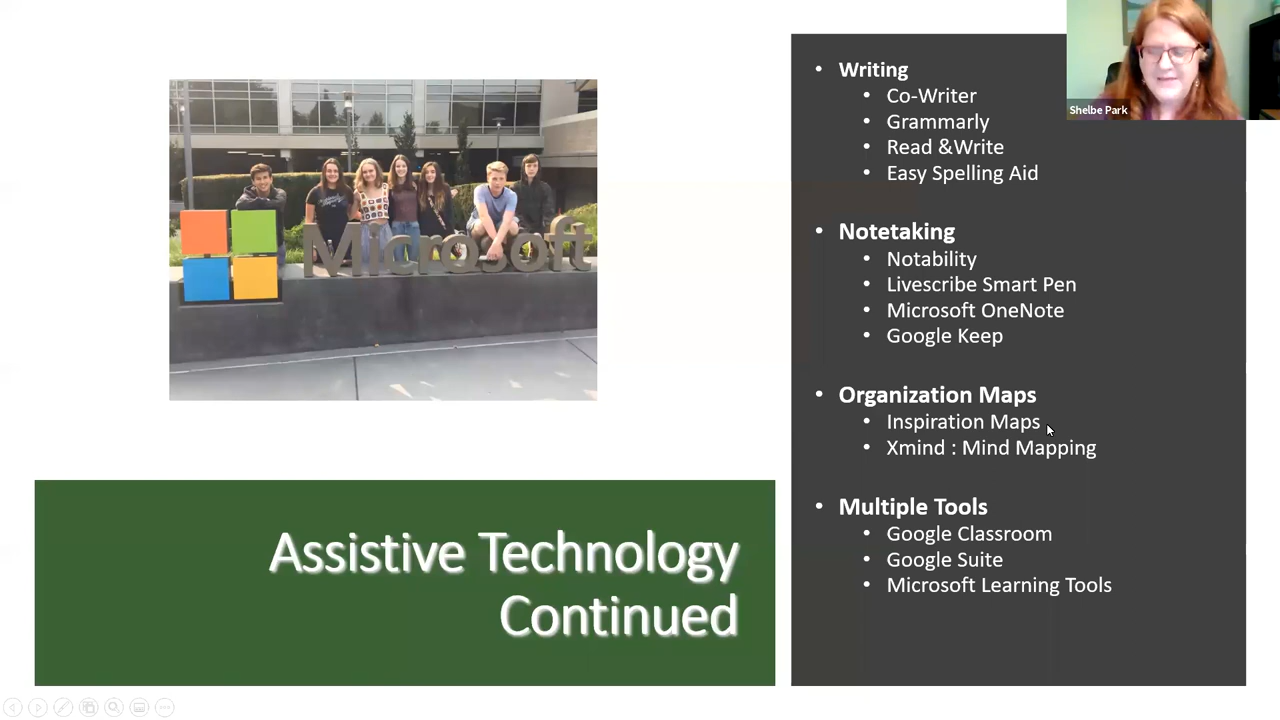 Writing
Co-Writer
Grammarly
Read &Write
Easy Spelling Aid
Notetaking
Notability
Livescribe Smart Pen
Microsoft OneNote
Google Keep
Organization Maps
Inspiration Maps
Xmind : Mind Mapping
Multiple Tools
Google Classroom
Google Suite
Microsoft Learning Tools
Shelbe Park
Microsoft
Assistive Technology
Continued